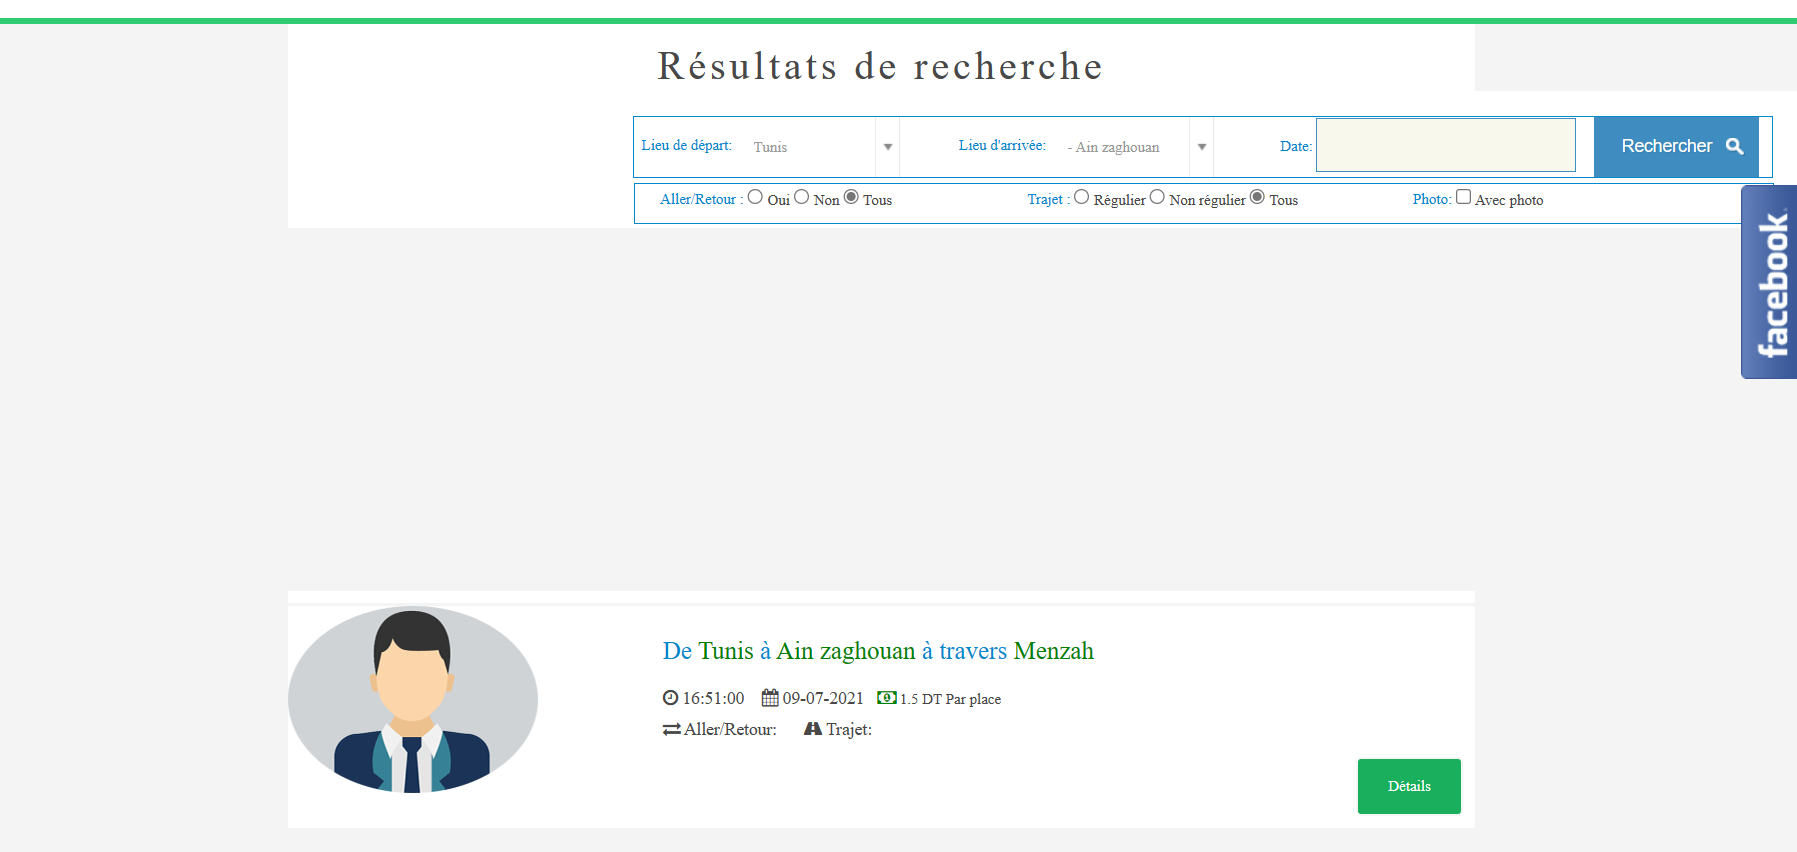 Résultats de recherche
Lieu de départ: Tunis Lieu d'arrivée: - Ain zaghouan Date: Rechercher
Aller/Retour : Oui Non Tous Trajet : Régulier Non régulier Tous Photo: Avec photo
facebook
De Tunis à Ain zaghouan à travers Menzah
16:51:00 09-07-2021 1.5 DT Par place
Aller/Retour: Trajet:
Détails